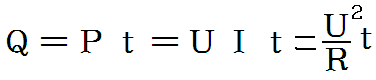 Q = P t = U I t = U²/R t